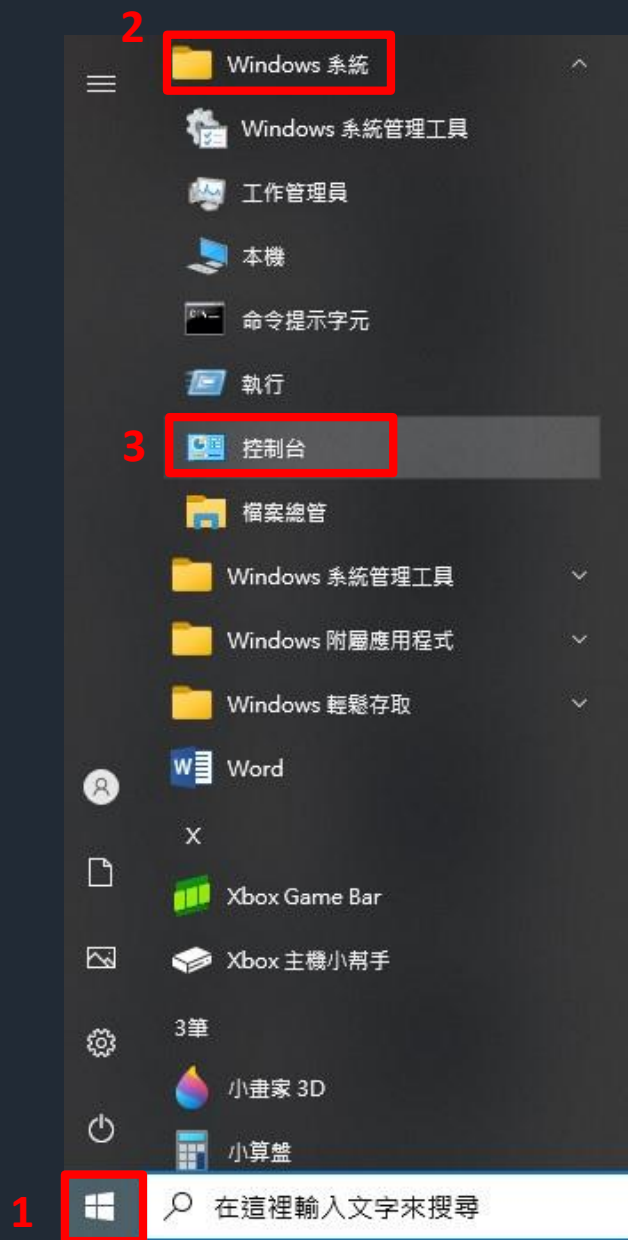 2
Windows 系統
Windows 系統管理工具
工作管理員
本機
命令提示字元
執行
3
控制台
檔案總管
Windows 系統管理工具
Windows 附屬應用程式
Windows 輕鬆存取
Word
X
Xbox Game Bar
Xbox 主機小幫手
3筆
小畫家 3D
小算盤
1
在這裡輸入文字來搜尋